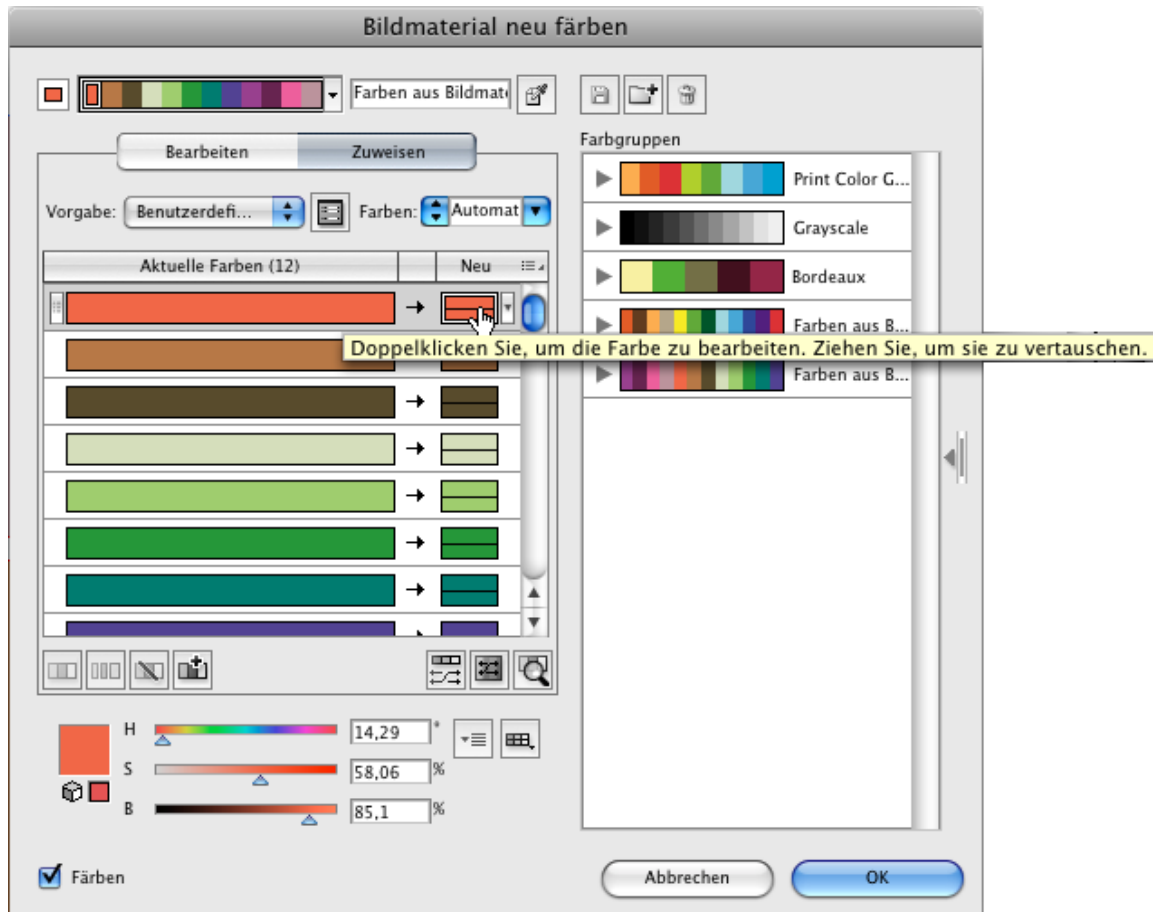 Bildmaterial neu färben
Farben aus Bildmat
Farbgruppen
Bearbeiten
Zuweisen
Vorgabe:
Benutzerdefi...
Farben:
Automat
Aktuelle Farben (12)
Neu
Print Color G...
Grayscale
Bordeaux
Farben aus B...
Doppelklicken Sie, um die Farbe zu bearbeiten. Ziehen Sie, um sie zu vertauschen.
Farben aus B...
H
14,29
°
S
58,06
%
B
85,1
%
Färben
Abbrechen
OK